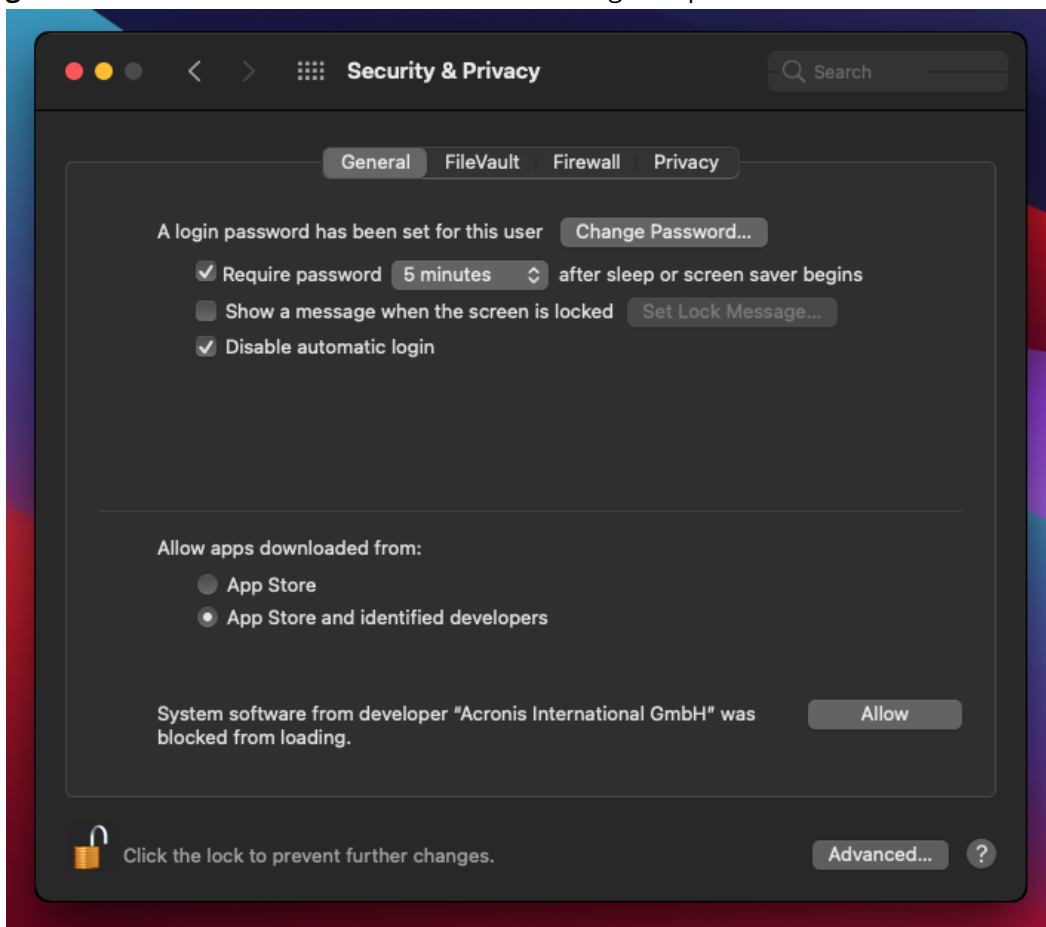 Security & Privacy
Search
General FileVault Firewall Privacy
A login password has been set for this user Change Password...
Require password 5 minutes after sleep or screen saver begins
Show a message when the screen is locked Set Lock Message...
Disable automatic login
Allow apps downloaded from:
App Store
App Store and identified developers
System software from developer “Acronis International GmbH” was
blocked from loading.
Allow
Click the lock to prevent further changes.
Advanced... ?